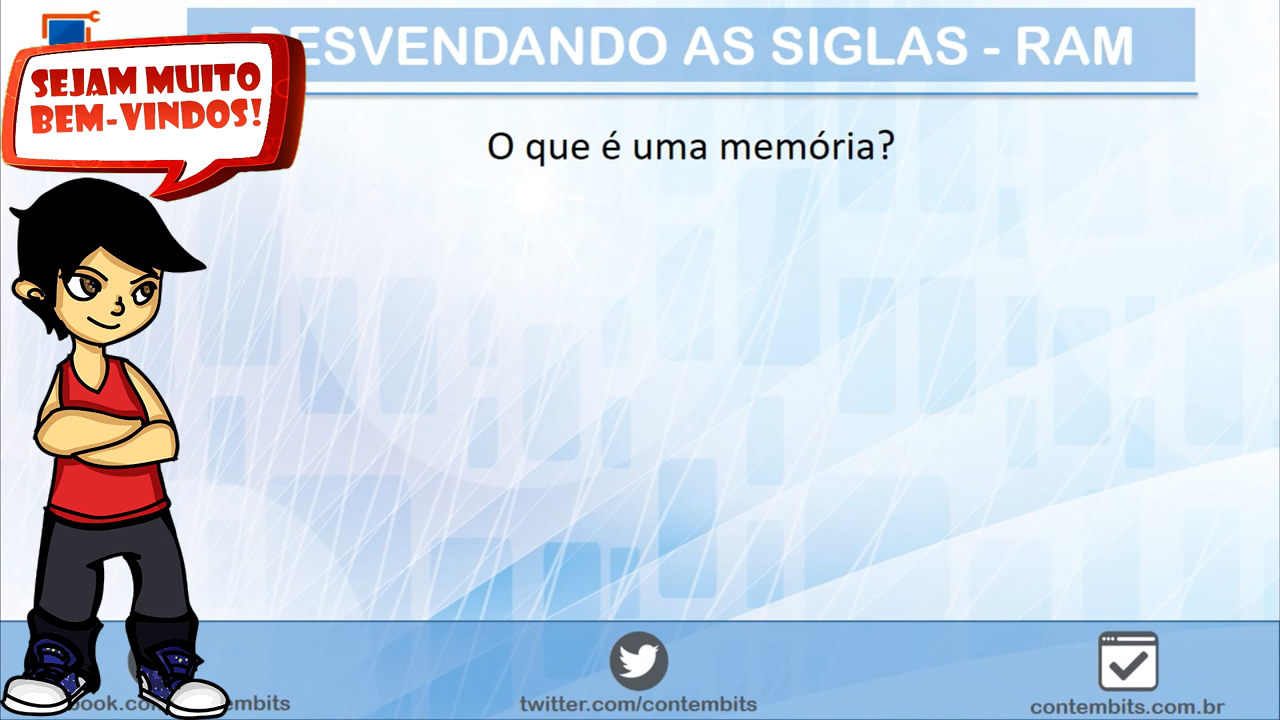 DESVENDANDO AS SIGLAS - RAM
SEJAM MUITO
BEM-VINDOS!
O que é uma memória?
twitter.com/contembits
contembits.com.br